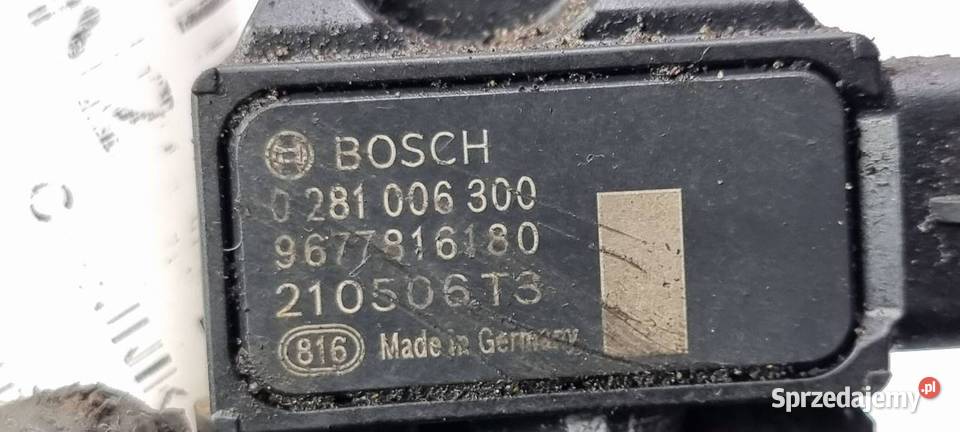 BOSCH
0 281 006 300
9677816180
210506T3
816 Made in Germany
Sprzedajemy.pl